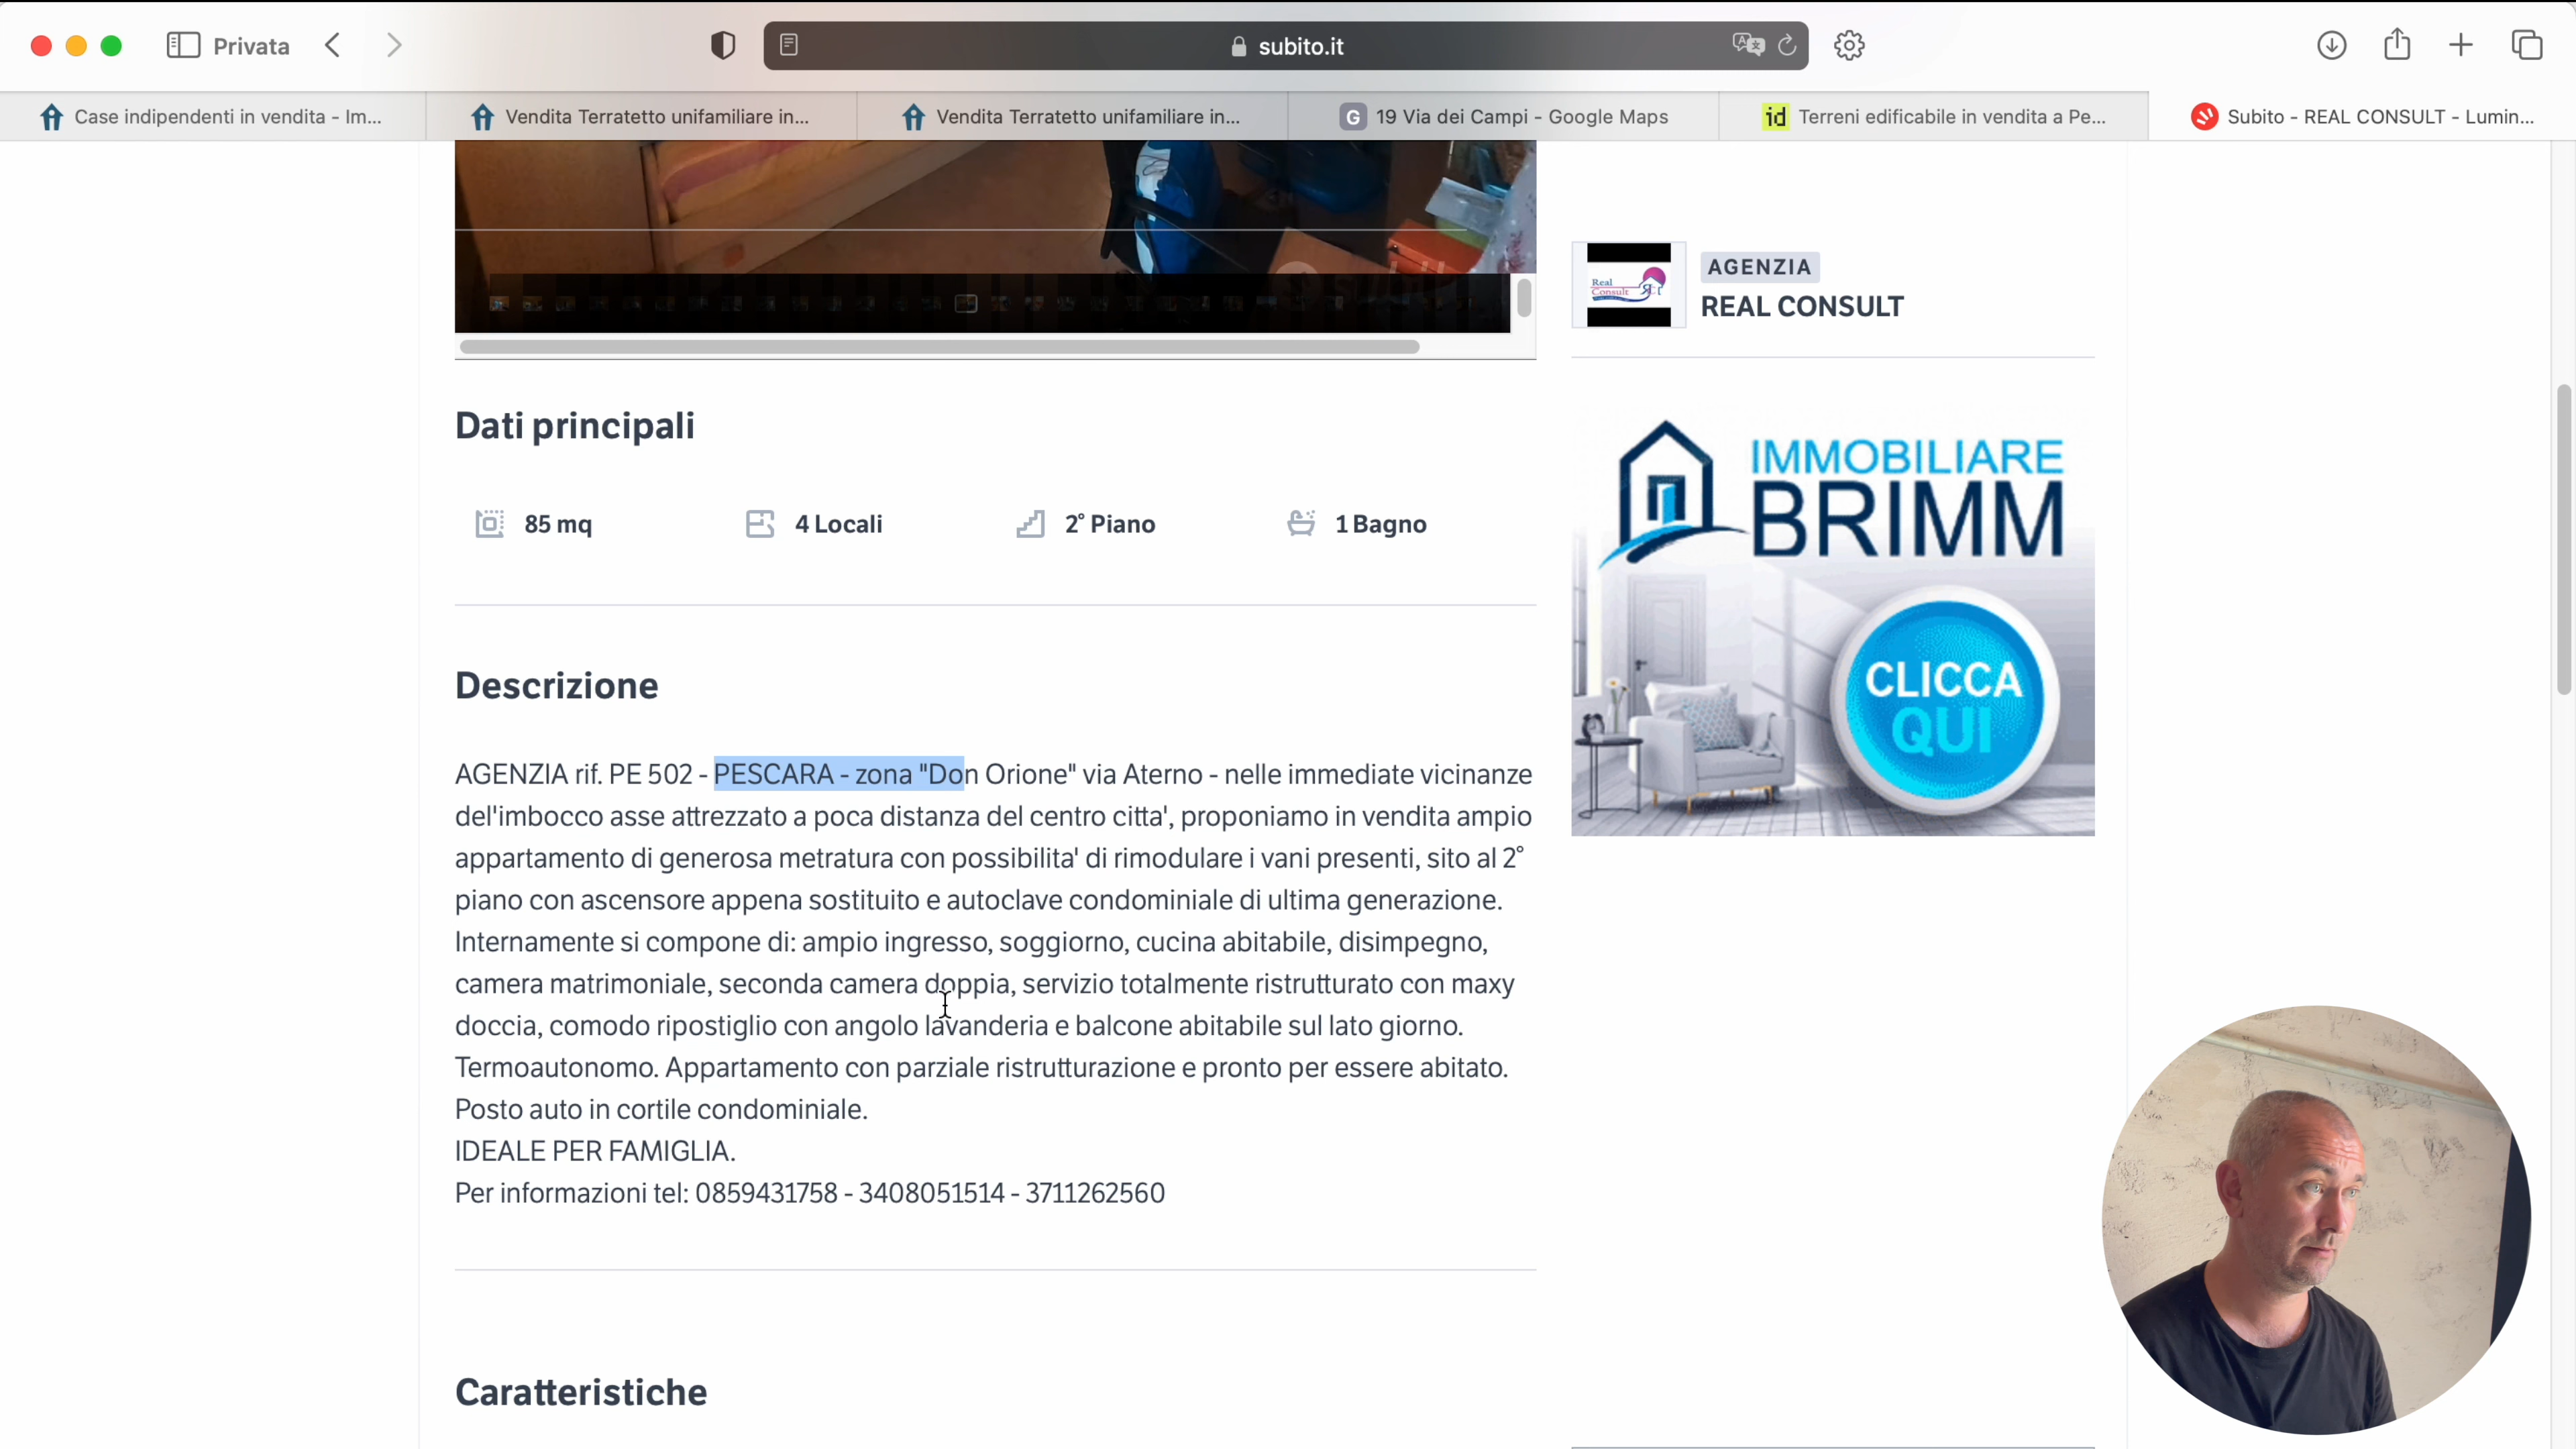 Privata
subito.it
Case indipendenti in vendita - Im...
Vendita Terratetto unifamiliare in...
Vendita Terratetto unifamiliare in...
G 19 Via dei Campi - Google Maps
id Terreni edificabile in vendita a Pe...
Subito - REAL CONSULT - Lumin...
Real
Consult
AGENZIA
REAL CONSULT
Dati principali
85 mq
4 Locali
2° Piano
1 Bagno
IMMOBILIARE
BRIMM
CLICCA
QUI
Descrizione
AGENZIA rif. PE 502 - PESCARA - zona "Don Orione" via Aterno - nelle immediate vicinanze
del'imbocco asse attrezzato a poca distanza del centro citta', proponiamo in vendita ampio
appartamento di generosa metratura con possibilita' di rimodulare i vani presenti, sito al 2°
piano con ascensore appena sostituito e autoclave condominiale di ultima generazione.
Internamente si compone di: ampio ingresso, soggiorno, cucina abitabile, disimpegno,
camera matrimoniale, seconda camera doppia, servizio totalmente ristrutturato con maxy
doccia, comodo ripostiglio con angolo lavanderia e balcone abitabile sul lato giorno.
Termoautonomo. Appartamento con parziale ristrutturazione e pronto per essere abitato.
Posto auto in cortile condominiale.
IDEALE PER FAMIGLIA.
Per informazioni tel: 0859431758 - 3408051514 - 3711262560
Caratteristiche